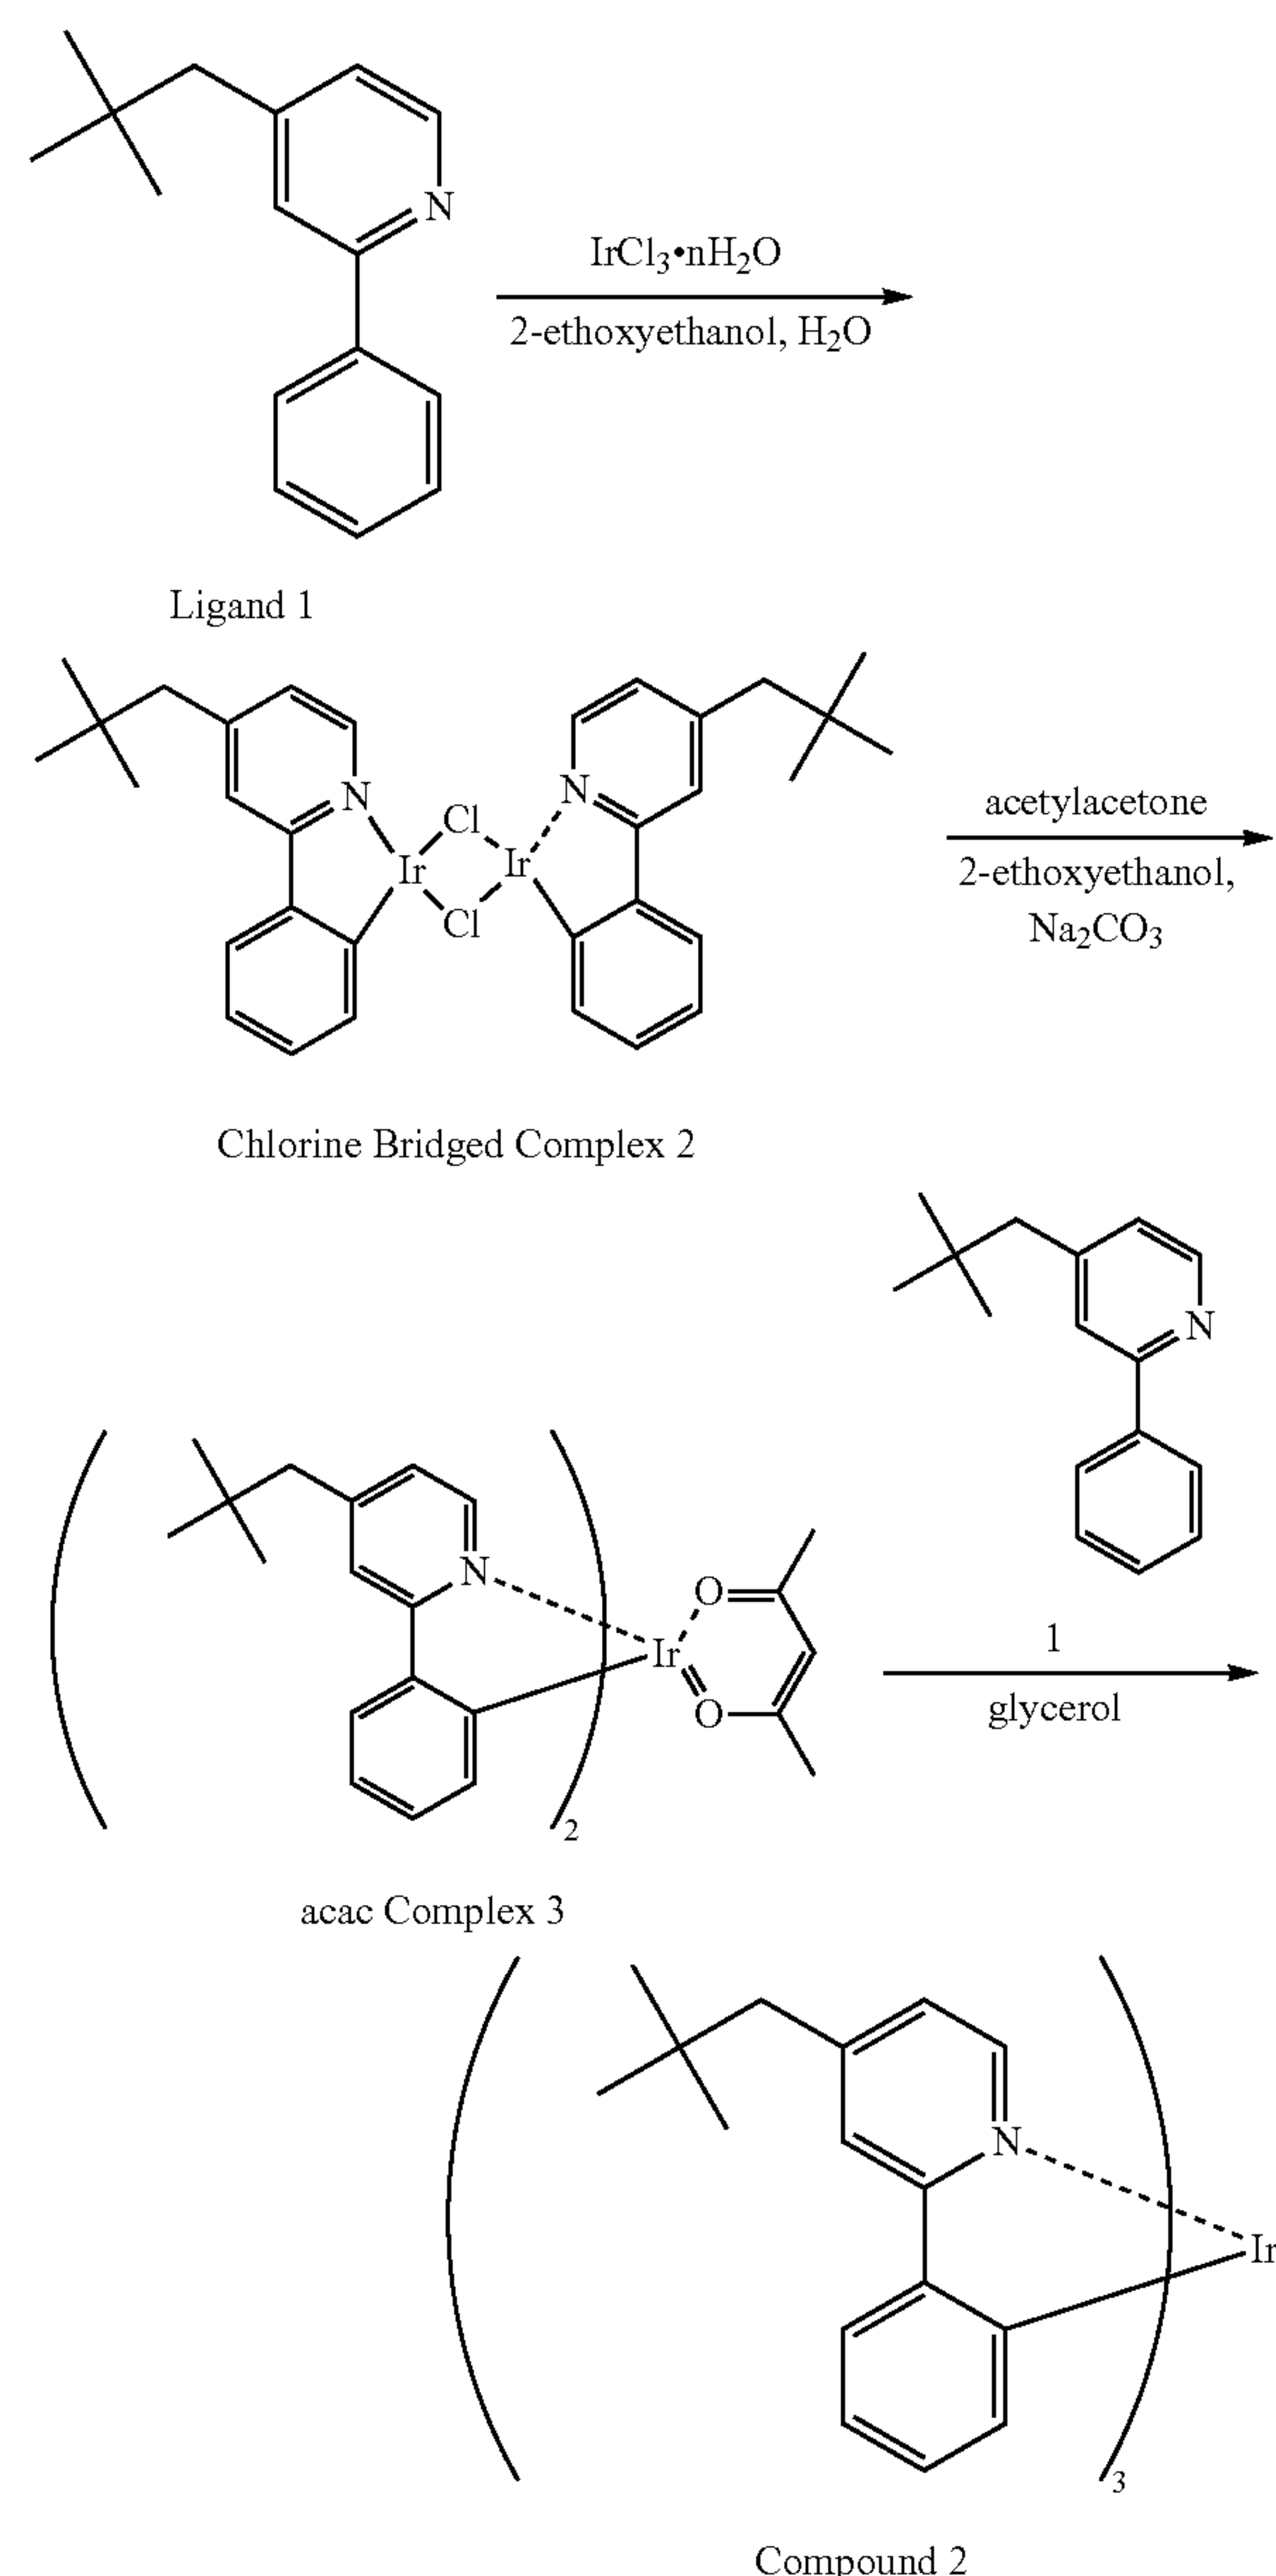 N
IrCl₃•nH₂O
2-ethoxyethanol, H₂O
Ligand 1
N Cl N
Ir Ir
Cl
acetylacetone
2-ethoxyethanol,
Na₂CO₃
Chlorine Bridged Complex 2
N
N O
Ir
O
2
1
glycerol
acac Complex 3
N
Ir
3
Compound 2